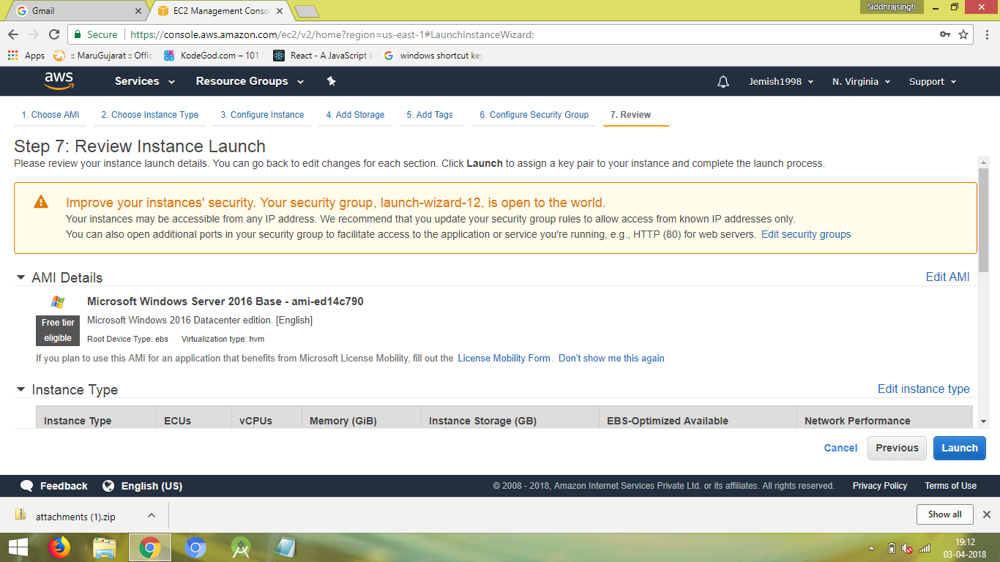 Gmail
EC2 Management Conso
Siddhrajsingh
Secure
https://console.aws.amazon.com/ec2/v2/home?region=us-east-1#LaunchInstanceWizard:
Apps
:: MaruGujarat :: Offic
KodeGod.com – 101
React - A JavaScript li
windows shortcut key
aws
Services
Resource Groups
Jemish1998
N. Virginia
Support
1. Choose AMI
2. Choose Instance Type
3. Configure Instance
4. Add Storage
5. Add Tags
6. Configure Security Group
7. Review
Step 7: Review Instance Launch
Please review your instance launch details. You can go back to edit changes for each section. Click Launch to assign a key pair to your instance and complete the launch process.
Improve your instances' security. Your security group, launch-wizard-12, is open to the world.
Your instances may be accessible from any IP address. We recommend that you update your security group rules to allow access from known IP addresses only.
You can also open additional ports in your security group to facilitate access to the application or service you're running, e.g., HTTP (80) for web servers. Edit security groups
AMI Details
Edit AMI
Microsoft Windows Server 2016 Base - ami-ed14c790
Free tier
eligible
Microsoft Windows 2016 Datacenter edition. [English]
Root Device Type: ebs Virtualization type: hvm
If you plan to use this AMI for an application that benefits from Microsoft License Mobility, fill out the License Mobility Form. Don't show me this again
Instance Type
Edit instance type
Instance Type
ECUs
vCPUs
Memory (GiB)
Instance Storage (GB)
EBS-Optimized Available
Network Performance
Cancel
Previous
Launch
Feedback
English (US)
© 2008 - 2018, Amazon Internet Services Private Ltd. or its affiliates. All rights reserved.
Privacy Policy
Terms of Use
attachments (1).zip
Show all
19:12
03-04-2018